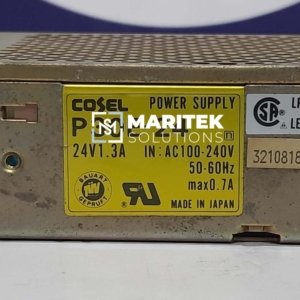 COSEL POWER SUPPLY
MARITEK
SOLUTIONS
24V1.3A IN:AC100-240V
50-60Hz
max0.7A
MADE IN JAPAN
BAUART
GEPRÜFT
3210818